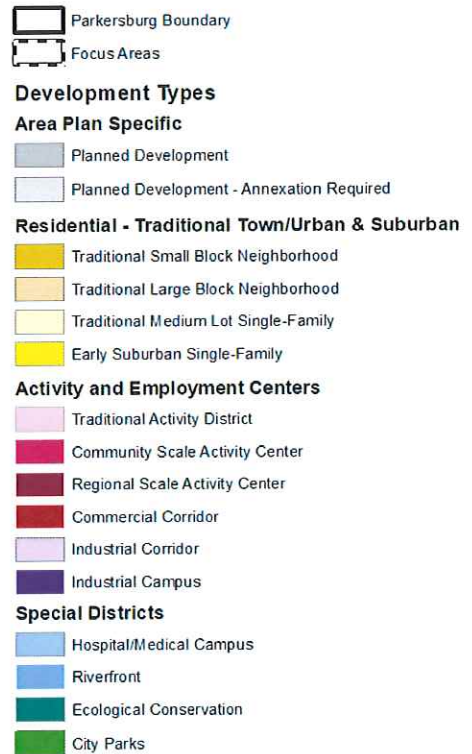 Parkersburg Boundary
Focus Areas
Development Types
Area Plan Specific
Planned Development
Planned Development - Annexation Required
Residential - Traditional Town/Urban & Suburban
Traditional Small Block Neighborhood
Traditional Large Block Neighborhood
Traditional Medium Lot Single-Family
Early Suburban Single-Family
Activity and Employment Centers
Traditional Activity District
Community Scale Activity Center
Regional Scale Activity Center
Commercial Corridor
Industrial Corridor
Industrial Campus
Special Districts
Hospital/Medical Campus
Riverfront
Ecological Conservation
City Parks